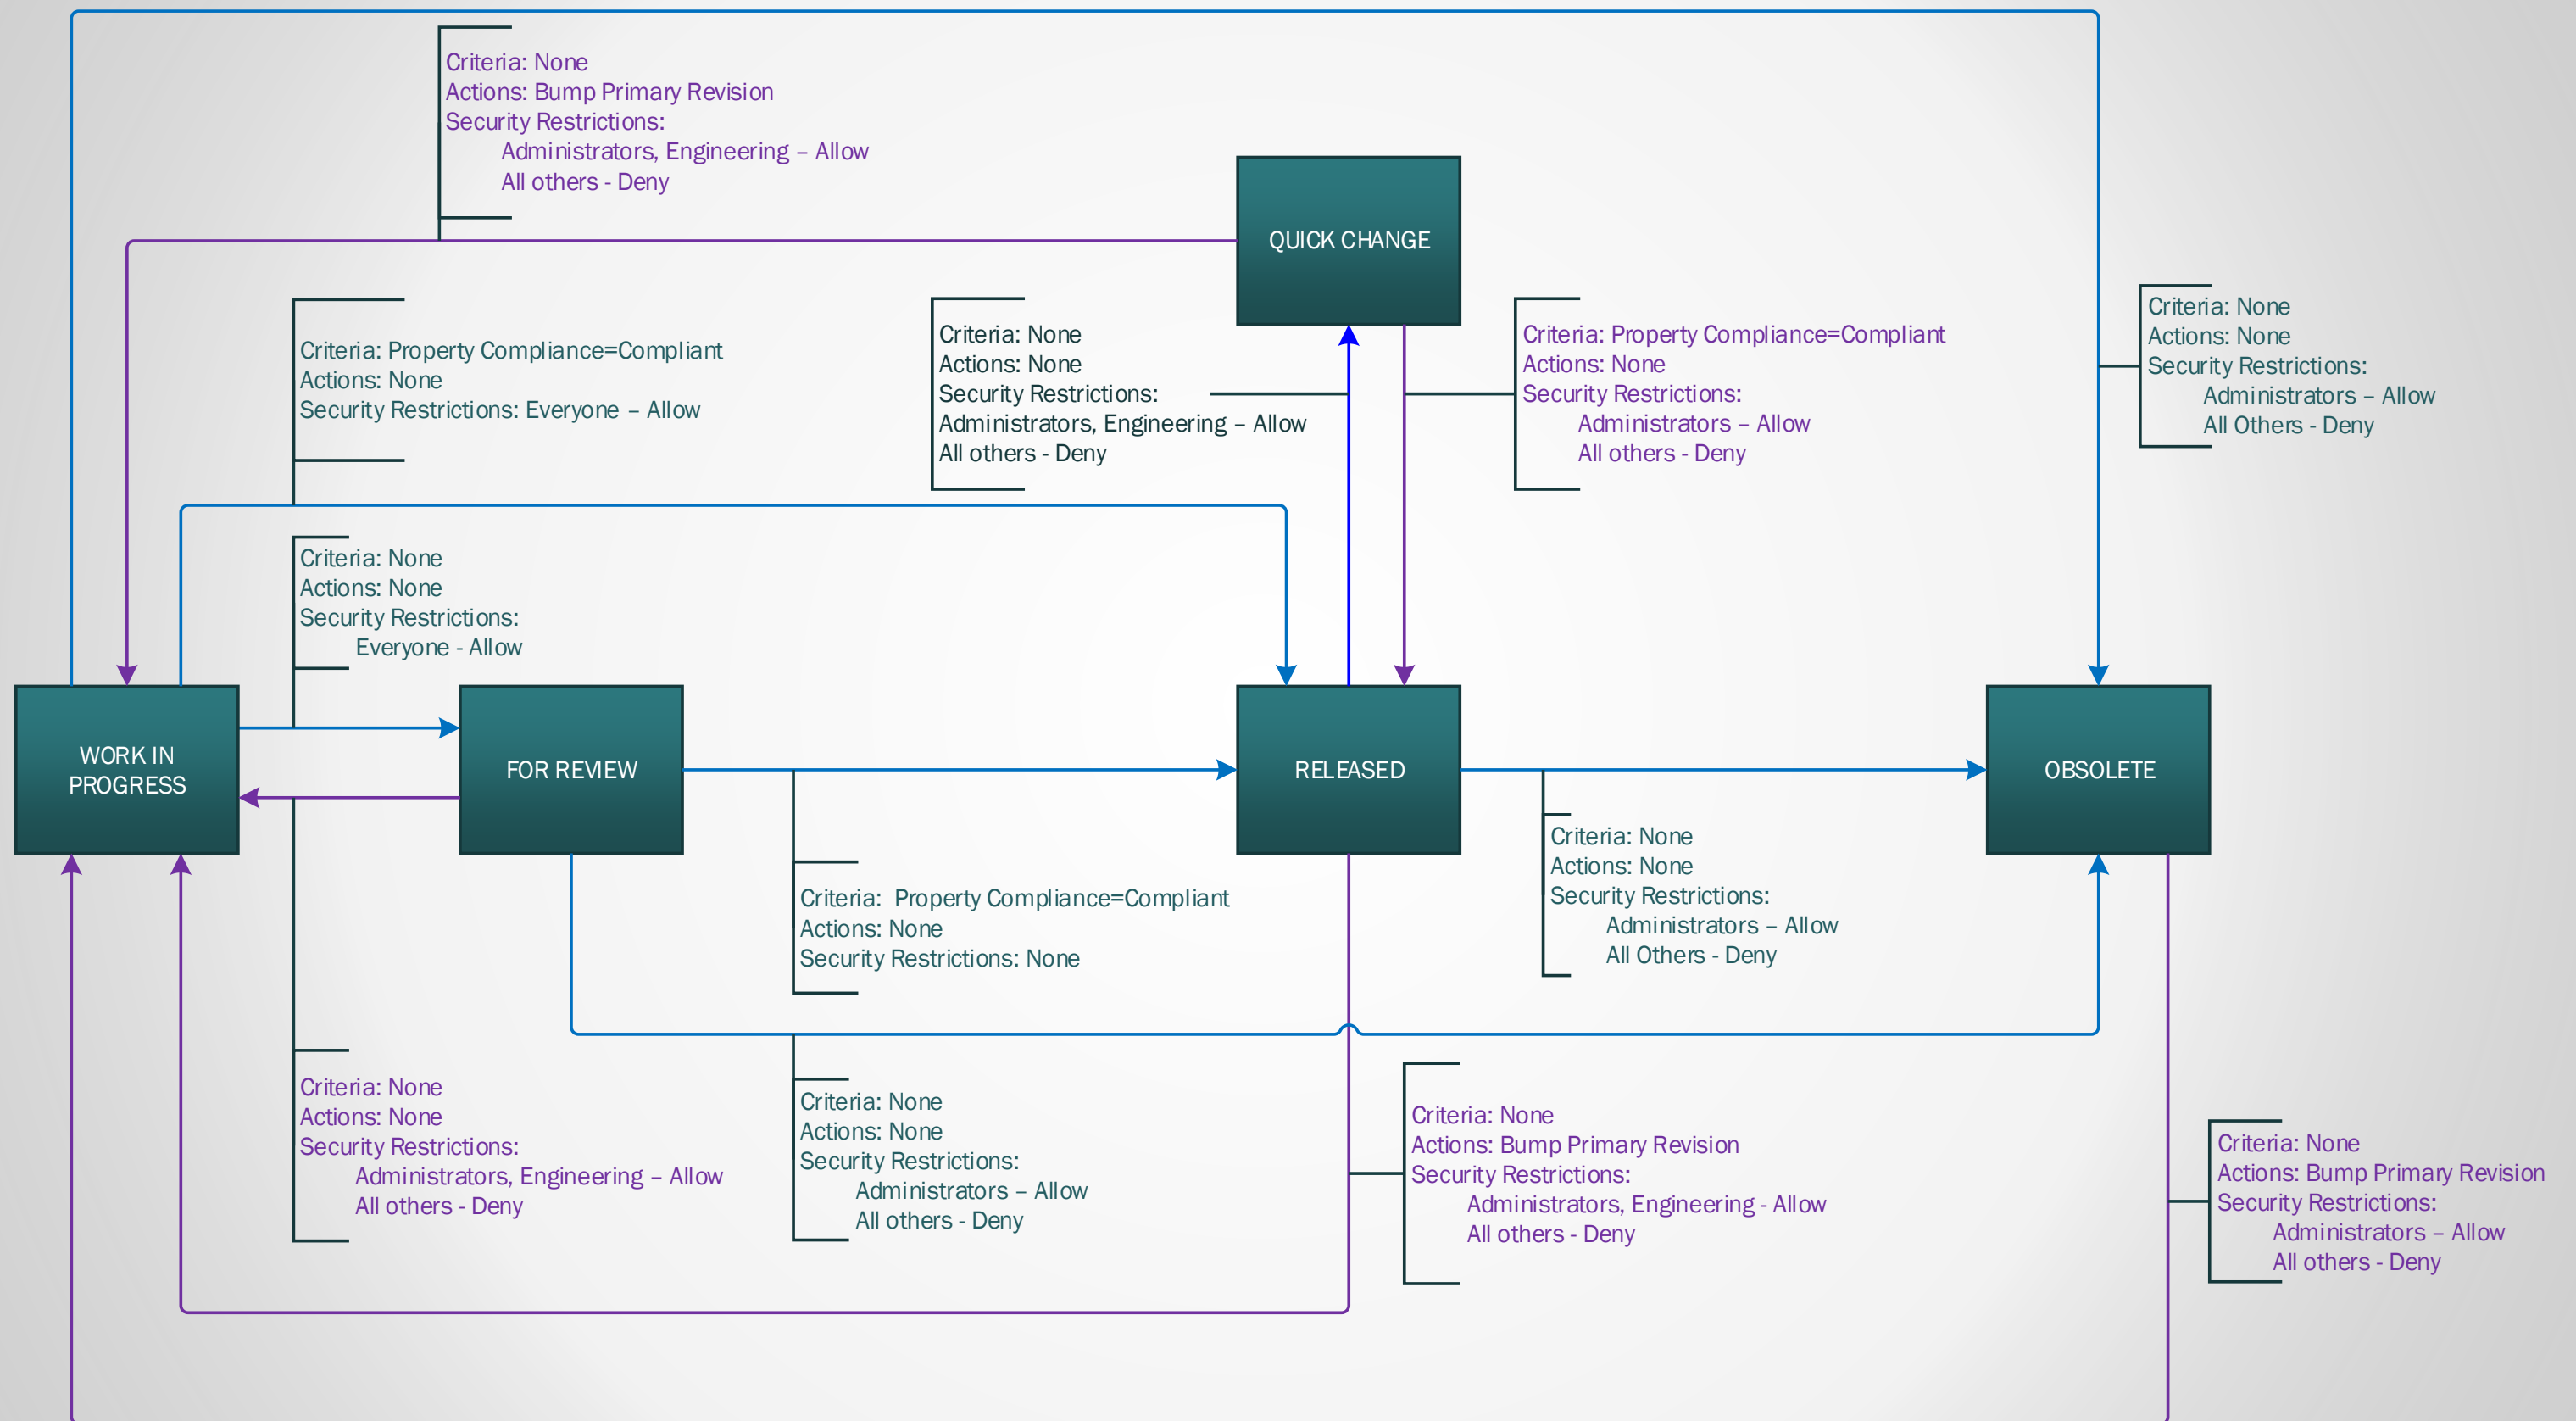 Criteria: None
Actions: Bump Primary Revision
Security Restrictions:
Administrators, Engineering – Allow
All others - Deny
QUICK CHANGE
Criteria: Property Compliance=Compliant
Actions: None
Security Restrictions: Everyone – Allow
Criteria: None
Actions: None
Security Restrictions:
Administrators, Engineering – Allow
All others - Deny
Criteria: Property Compliance=Compliant
Actions: None
Security Restrictions:
Administrators – Allow
All others - Deny
Criteria: None
Actions: None
Security Restrictions:
Administrators – Allow
All Others - Deny
Criteria: None
Actions: None
Security Restrictions:
Everyone - Allow
WORK IN
PROGRESS
FOR REVIEW
RELEASED
OBSOLETE
Criteria:  Property Compliance=Compliant
Actions: None
Security Restrictions: None
Criteria: None
Actions: None
Security Restrictions:
Administrators – Allow
All Others - Deny
Criteria: None
Actions: None
Security Restrictions:
Administrators, Engineering – Allow
All others - Deny
Criteria: None
Actions: None
Security Restrictions:
Administrators – Allow
All others - Deny
Criteria: None
Actions: Bump Primary Revision
Security Restrictions:
Administrators, Engineering - Allow
All others - Deny
Criteria: None
Actions: Bump Primary Revision
Security Restrictions:
Administrators – Allow
All others - Deny